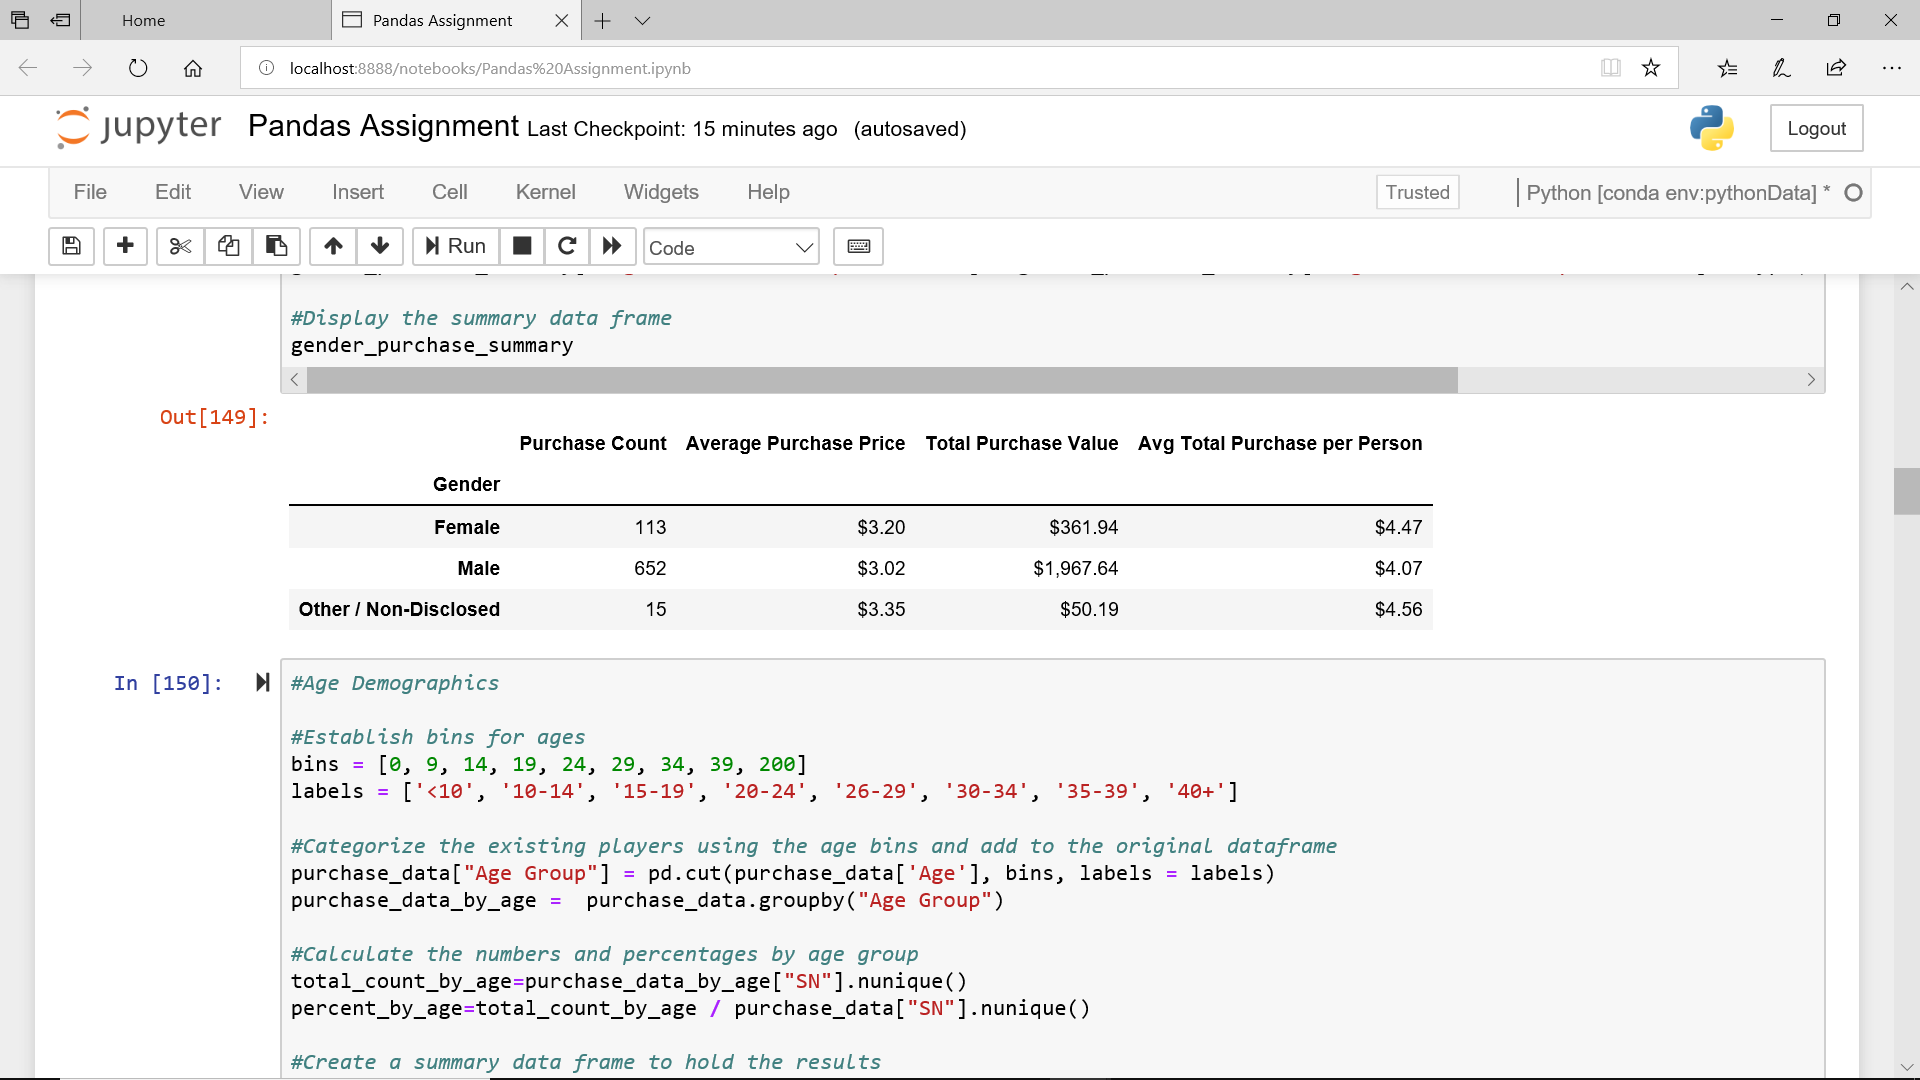 Home
Pandas Assignment
localhost:8888/notebooks/Pandas%20Assignment.ipynb
jupyter Pandas Assignment Last Checkpoint: 15 minutes ago (autosaved)
Logout
File Edit View Insert Cell Kernel Widgets Help
Trusted
Python [conda env:pythonData] *
Run
Code
#Display the summary data frame
gender_purchase_summary
Out[149]:
Purchase Count Average Purchase Price Total Purchase Value Avg Total Purchase per Person
Gender
Female 113 $3.20 $361.94 $4.47
Male 652 $3.02 $1,967.64 $4.07
Other / Non-Disclosed 15 $3.35 $50.19 $4.56
In [150]:
#Age Demographics
#Establish bins for ages
bins = [0, 9, 14, 19, 24, 29, 34, 39, 200]
labels = ['<10', '10-14', '15-19', '20-24', '26-29', '30-34', '35-39', '40+']
#Categorize the existing players using the age bins and add to the original dataframe
purchase_data["Age Group"] = pd.cut(purchase_data['Age'], bins, labels = labels)
purchase_data_by_age =  purchase_data.groupby("Age Group")
#Calculate the numbers and percentages by age group
total_count_by_age=purchase_data_by_age["SN"].nunique()
percent_by_age=total_count_by_age / purchase_data["SN"].nunique()
#Create a summary data frame to hold the results